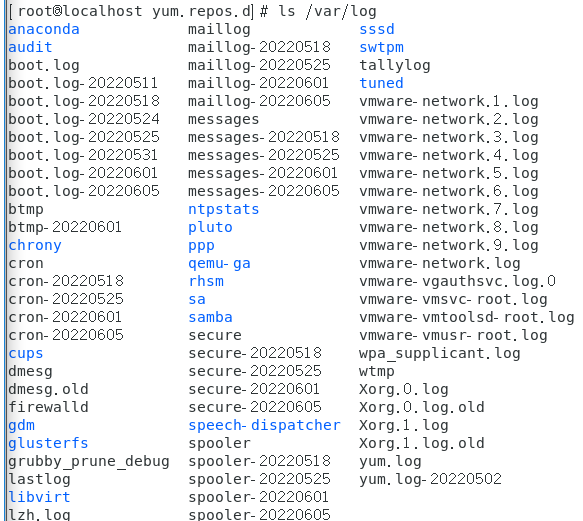 [root@localhost yum.repos.d]# ls /var/log
anaconda maillog sssd
audit maillog-20220518 swtpm
boot.log maillog-20220525 tallylog
boot.log-20220511 maillog-20220601 tuned
boot.log-20220518 maillog-20220605 vmware-network.1.log
boot.log-20220524 messages vmware-network.2.log
boot.log-20220525 messages-20220518 vmware-network.3.log
boot.log-20220531 messages-20220525 vmware-network.4.log
boot.log-20220601 messages-20220601 vmware-network.5.log
boot.log-20220605 messages-20220605 vmware-network.6.log
btmp ntpstats vmware-network.7.log
btmp-20220601 pluto vmware-network.8.log
chrony ppp vmware-network.9.log
cron qemu-ga vmware-network.log
cron-20220518 rhsm vmware-vgauthsvc.log.0
cron-20220525 sa vmware-vmsvc-root.log
cron-20220601 samba vmware-vmtoolsd-root.log
cron-20220605 secure vmware-vmusr-root.log
cups secure-20220518 wpa_supplicant.log
dmesg secure-20220525 wtmp
dmesg.old secure-20220601 Xorg.0.log
firewalld secure-20220605 Xorg.0.log.old
gdm speech-dispatcher Xorg.1.log
glusterfs spooler Xorg.1.log.old
grubby_prune_debug spooler-20220518 yum.log
lastlog spooler-20220525 yum.log-20220502
libvirt spooler-20220601
lzh.log spooler-20220605